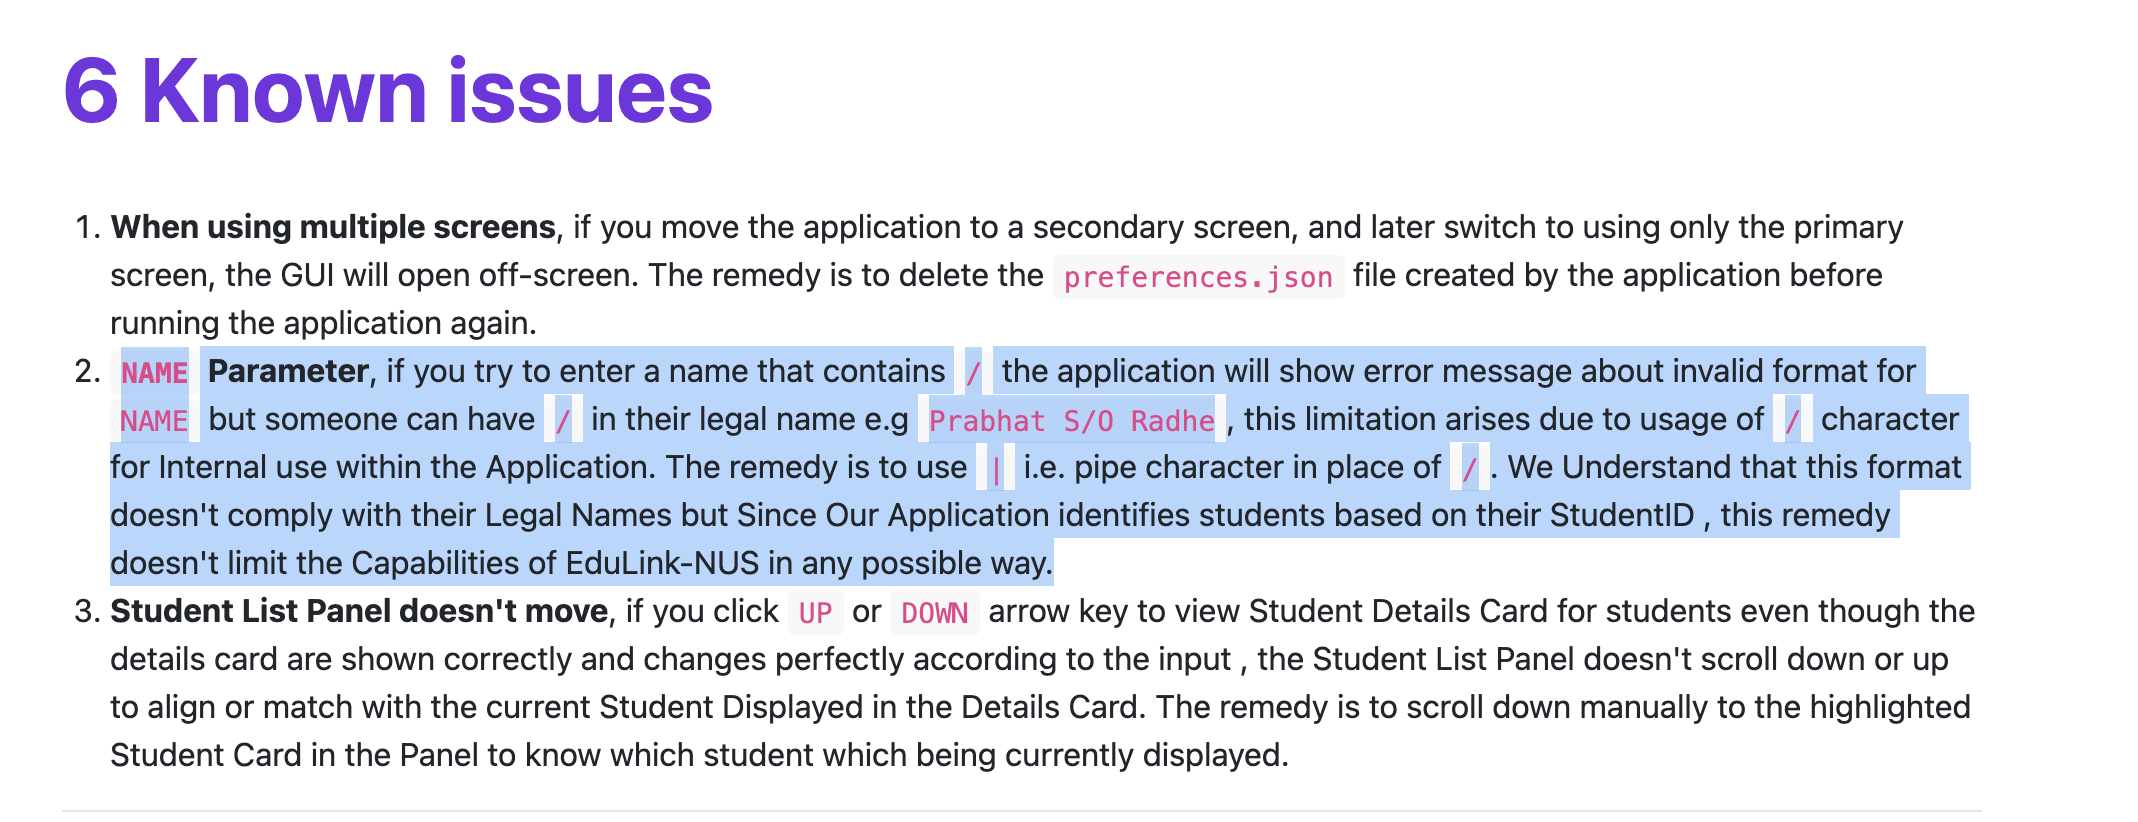 6 Known issues
1. When using multiple screens, if you move the application to a secondary screen, and later switch to using only the primary
screen, the GUI will open off-screen. The remedy is to delete the preferences.json file created by the application before
running the application again.
2. NAME Parameter, if you try to enter a name that contains / the application will show error message about invalid format for
NAME but someone can have / in their legal name e.g Prabhat S/O Radhe , this limitation arises due to usage of / character
for Internal use within the Application. The remedy is to use | i.e. pipe character in place of / . We Understand that this format
doesn't comply with their Legal Names but Since Our Application identifies students based on their StudentID , this remedy
doesn't limit the Capabilities of EduLink-NUS in any possible way.
3. Student List Panel doesn't move, if you click UP or DOWN arrow key to view Student Details Card for students even though the
details card are shown correctly and changes perfectly according to the input , the Student List Panel doesn't scroll down or up
to align or match with the current Student Displayed in the Details Card. The remedy is to scroll down manually to the highlighted
Student Card in the Panel to know which student which being currently displayed.